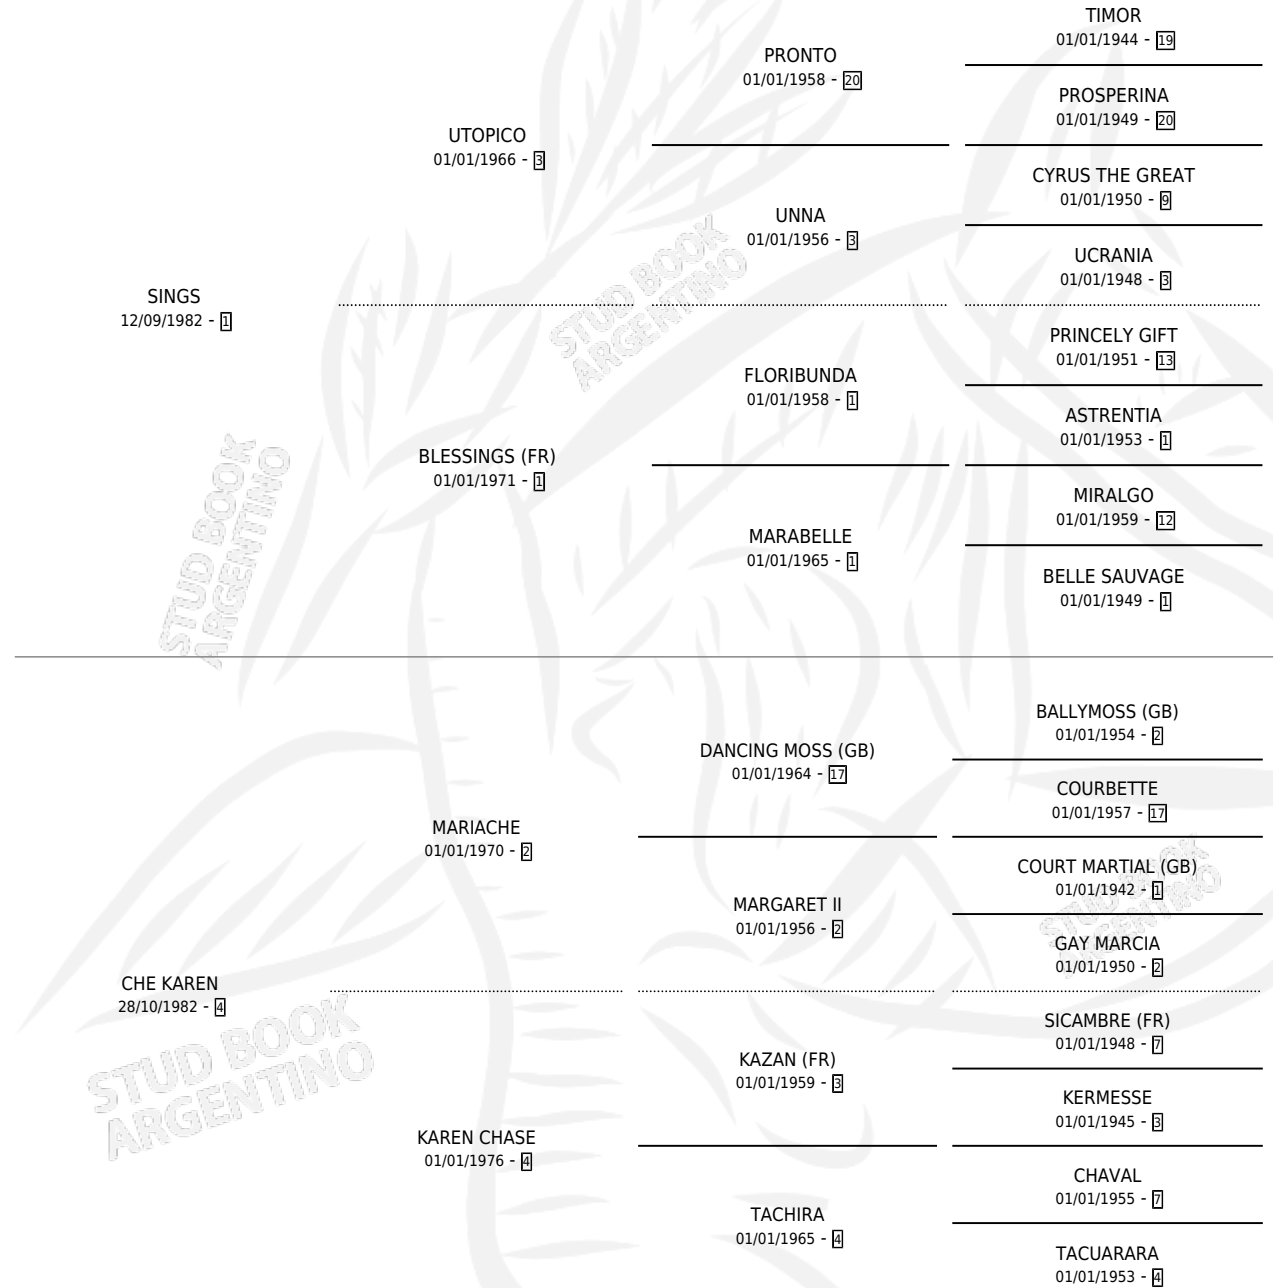 TIMOR
01/01/1944 - 19
PRONTO
01/01/1958 - 20
PROSPERINA
01/01/1949 - 20
UTOPICO
01/01/1966 - 3
CYRUS THE GREAT
01/01/1950 - 9
UNNA
01/01/1956 - 3
UCRANIA
01/01/1948 - 3
SINGS
12/09/1982 - 1
PRINCELY GIFT
01/01/1951 - 13
FLORIBUNDA
01/01/1958 - 1
ASTRENTIA
01/01/1953 - 1
BLESSINGS (FR)
01/01/1971 - 1
MIRALGO
01/01/1959 - 12
MARABELLE
01/01/1965 - 1
BELLE SAUVAGE
01/01/1949 - 1
BALLYMOSS (GB)
01/01/1954 - 2
DANCING MOSS (GB)
01/01/1964 - 17
COURBETTE
01/01/1957 - 17
MARIACHE
01/01/1970 - 2
COURT MARTIAL (GB)
01/01/1942 - 1
MARGARET II
01/01/1956 - 2
GAY MARCIA
01/01/1950 - 2
CHE KAREN
28/10/1982 - 4
SICAMBRE (FR)
01/01/1948 - 7
KAZAN (FR)
01/01/1959 - 3
KERMESSE
01/01/1945 - 3
KAREN CHASE
01/01/1976 - 4
CHAVAL
01/01/1955 - 7
TACHIRA
01/01/1965 - 4
TACUARARA
01/01/1953 - 4
STUD BOOK
ARGENTINO
STUD BOOK
ARGENTINO
STUD BOOK
ARGENTINO
STUD BOOK
ARGENTINO